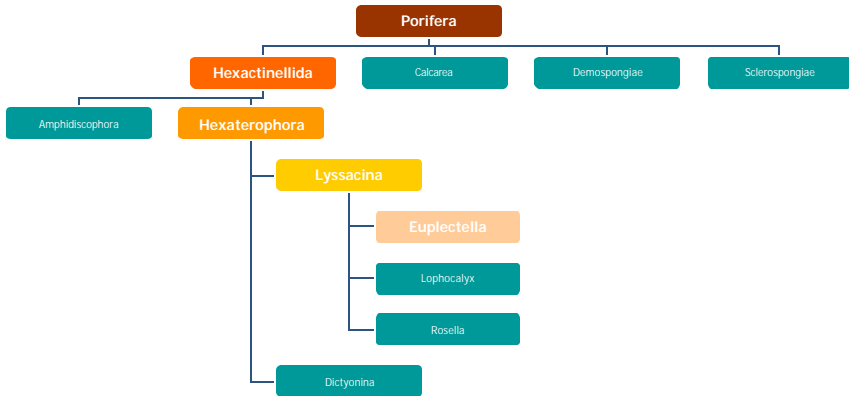 Porifera
Hexactinellida
Calcarea
Demospongiae
Sclerospongiae
Amphidiscophora
Hexaterophora
Lyssacina
Euplectella
Lophocalyx
Rosella
Dictyonina